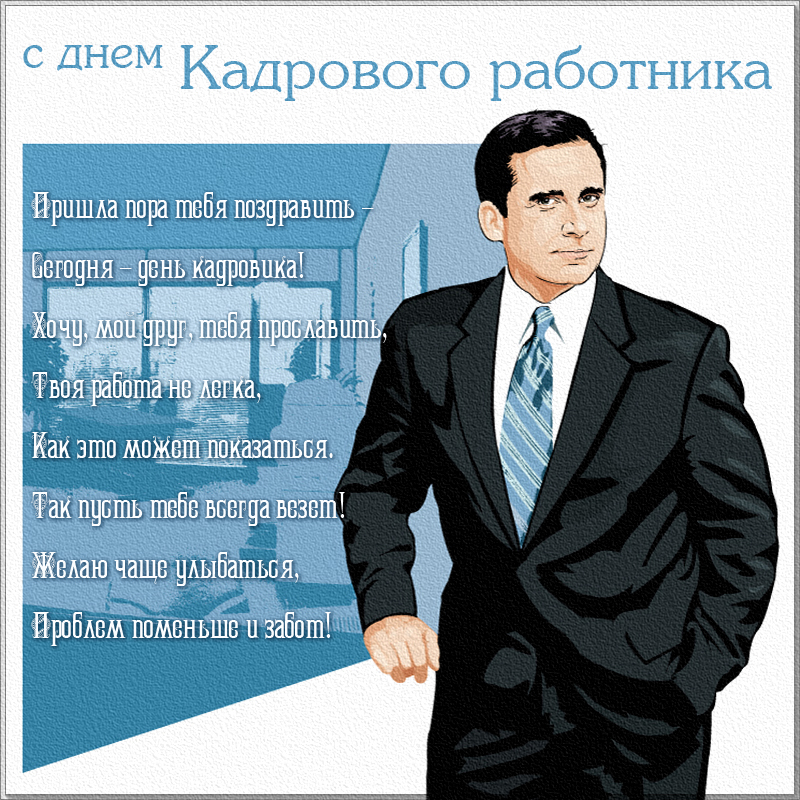 с днем Кадрового работника
Пришла пора тебя поздравить –
Сегодня – день кадровика!
Хочу, мой друг, тебя прославить,
Твоя работа не легка,
Как это может показаться.
Так пусть тебе всегда везет!
Желаю чаще улыбаться,
Проблем поменьше и забот!